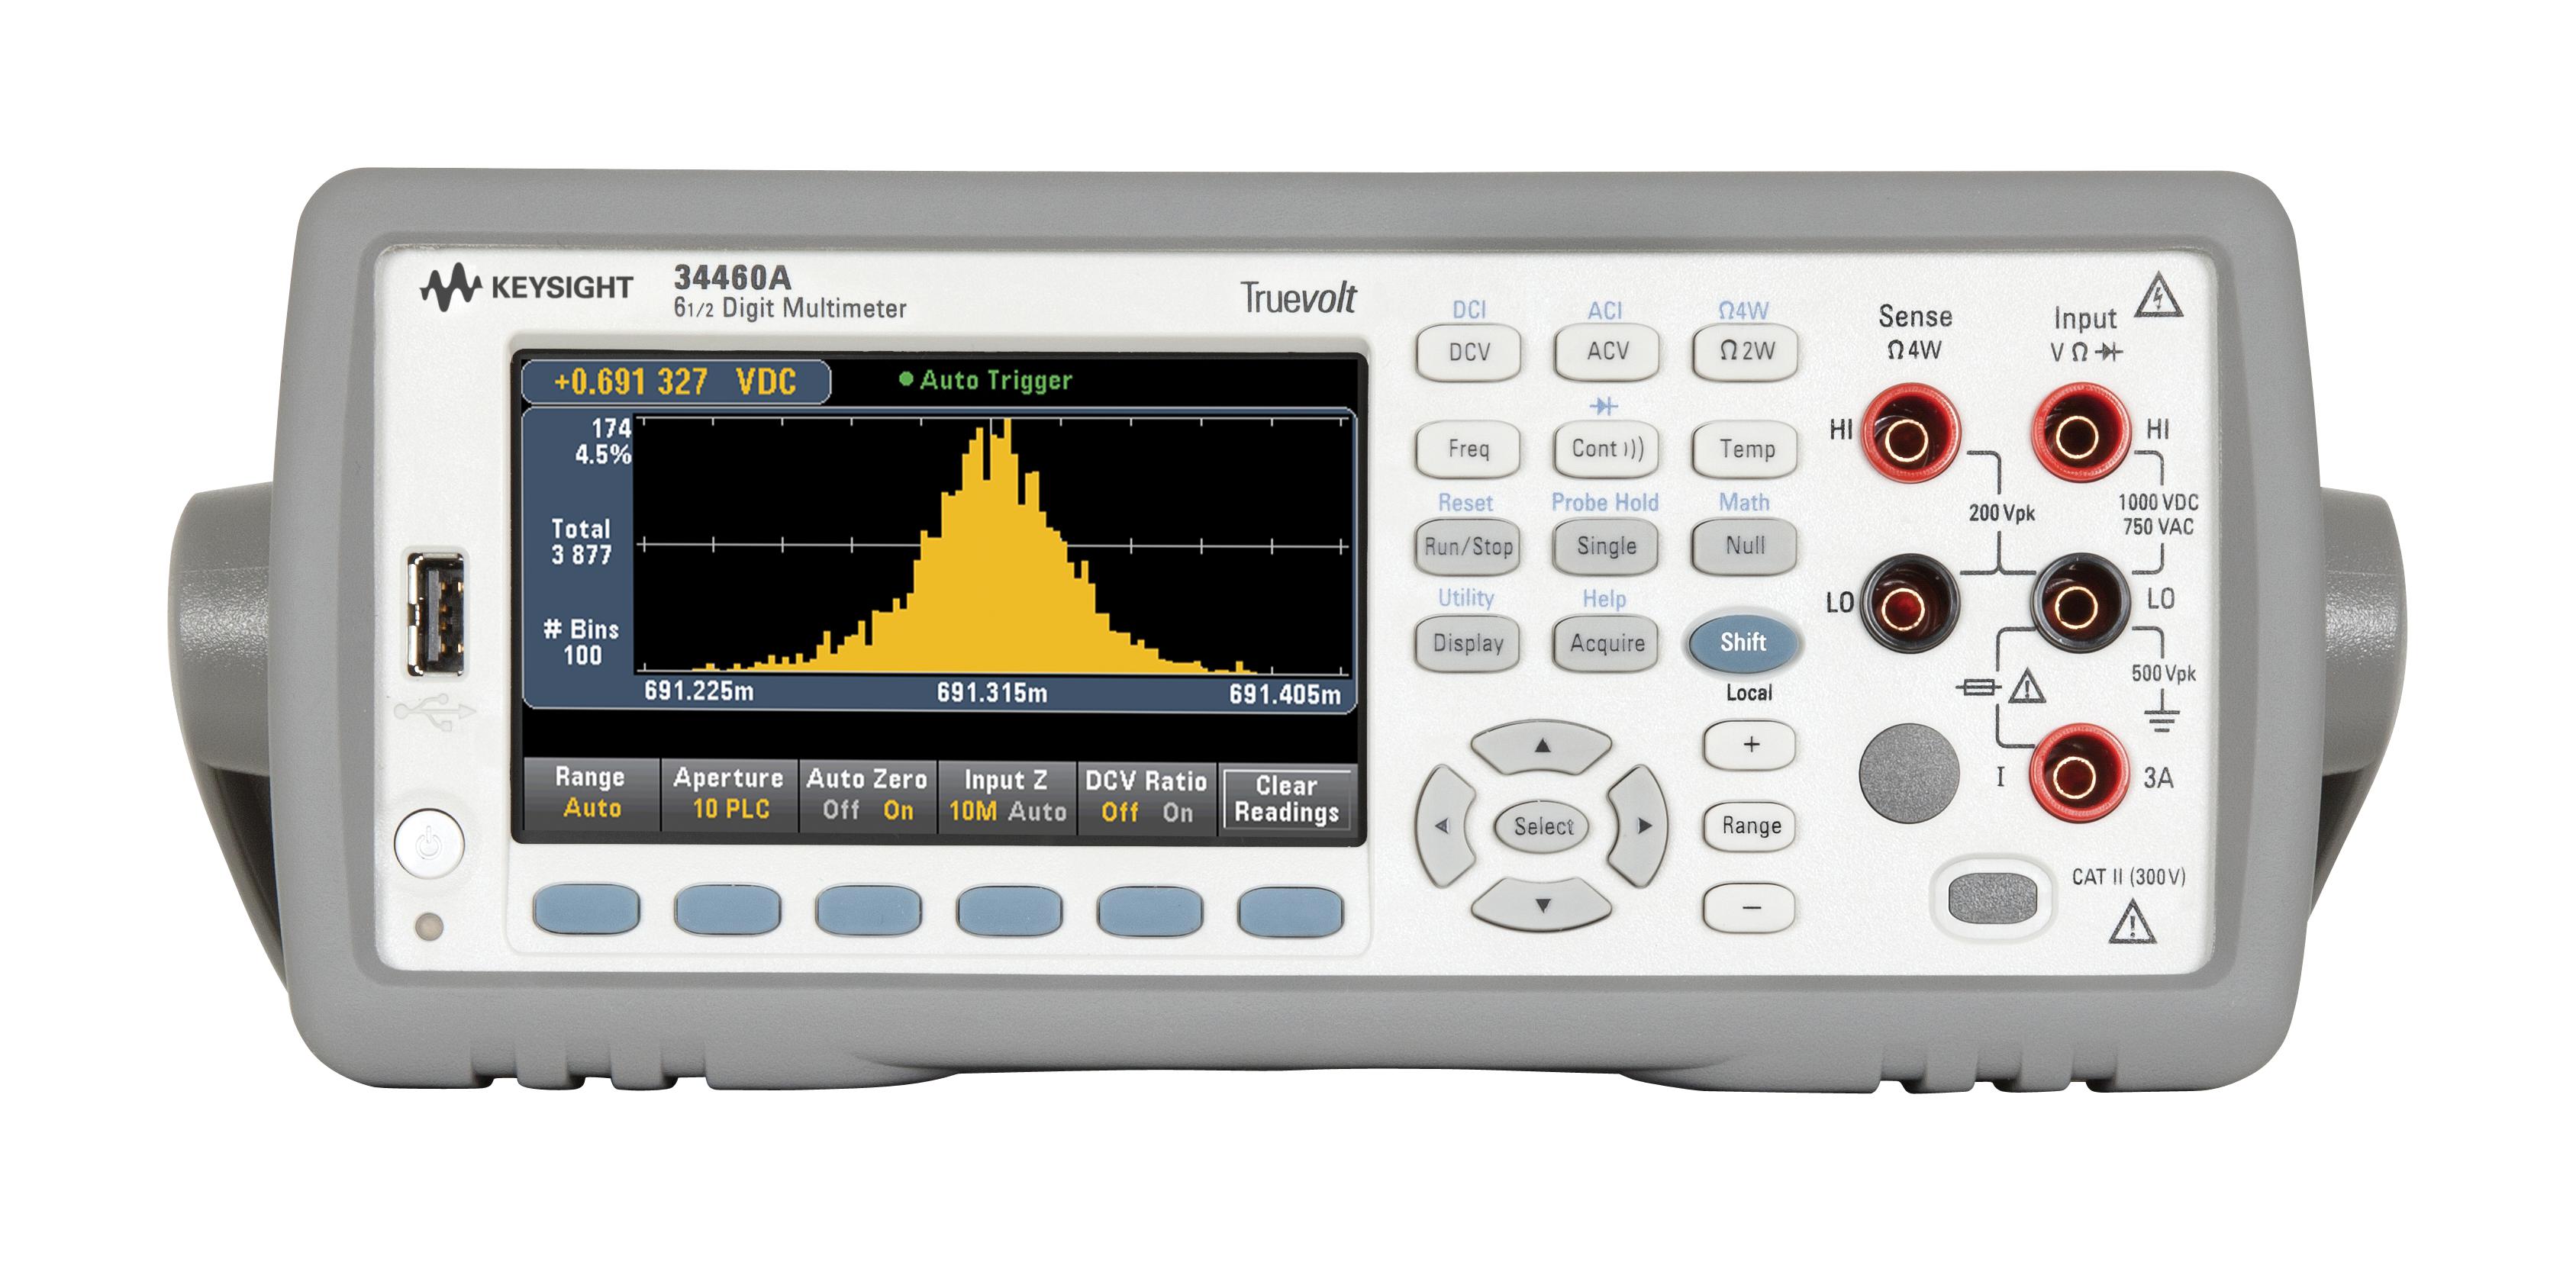 KEYSIGHT
34460A
6 1/2 Digit Multimeter
Truevolt
+0.691 327 VDC
Auto Trigger
174
4.5%
Total
3 877
# Bins
100
691.225m
691.315m
691.405m
Range
Auto
Aperture
10 PLC
Auto Zero
Off On
Input Z
10M Auto
DCV Ratio
Off On
Clear
Readings
DCI
ACI
Ω4W
DCV
ACV
Ω2W
Freq
Cont
Temp
Reset
Probe Hold
Math
Run/Stop
Single
Null
Utility
Help
Display
Acquire
Shift
Local
+
Select
Range
−
Sense
Ω4W
Input
V Ω
HI
HI
200 Vpk
1000 VDC
750 VAC
LO
LO
500 Vpk
I
3A
CAT II (300V)